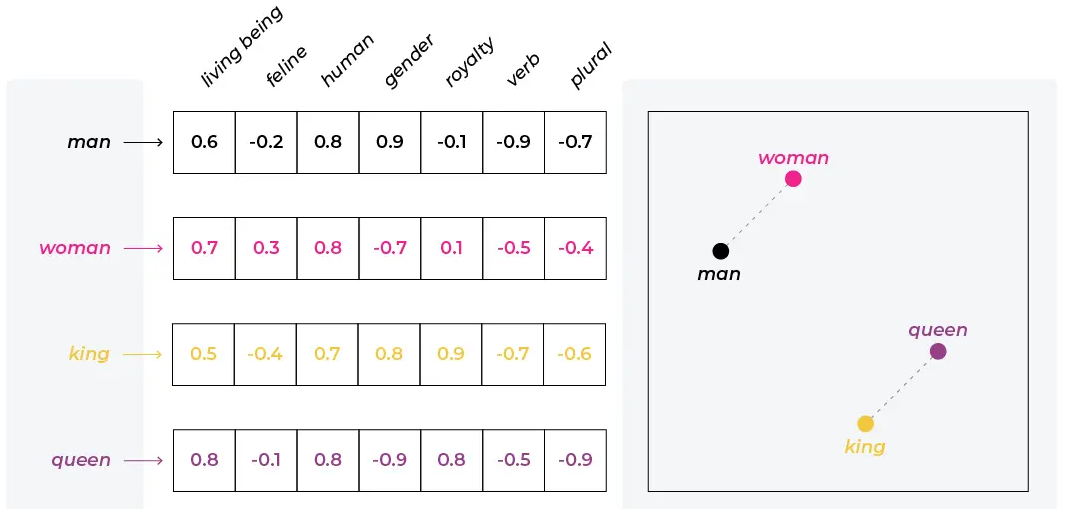 living being feline human gender royalty verb plural
man 0.6 -0.2 0.8 0.9 -0.1 -0.9 -0.7
woman 0.7 0.3 0.8 -0.7 0.1 -0.5 -0.4
king 0.5 -0.4 0.7 0.8 0.9 -0.7 -0.6
queen 0.8 -0.1 0.8 -0.9 0.8 -0.5 -0.9
woman
man
queen
king